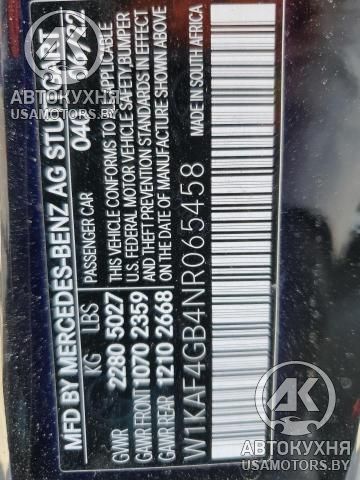 MFD BY MERCEDES-BENZ AG STUTTGART
04/22
PASSENGER CAR
KG LBS
GVWR 2280 5027
GAWR FRONT 1070 2359
GAWR REAR 1210 2668
THIS VEHICLE CONFORMS TO ALL APPLICABLE
U.S. FEDERAL MOTOR VEHICLE SAFETY, BUMPER
AND THEFT PREVENTION STANDARDS IN EFFECT
ON THE DATE OF MANUFACTURE SHOWN ABOVE
W1KAF4GB4NR065458
MADE IN SOUTH AFRICA
АВТОКУХНЯ
USAMOTORS.BY
АВТОКУХНЯ
USAMOTORS.BY
АВТОКУХНЯ
USAMOTORS.BY